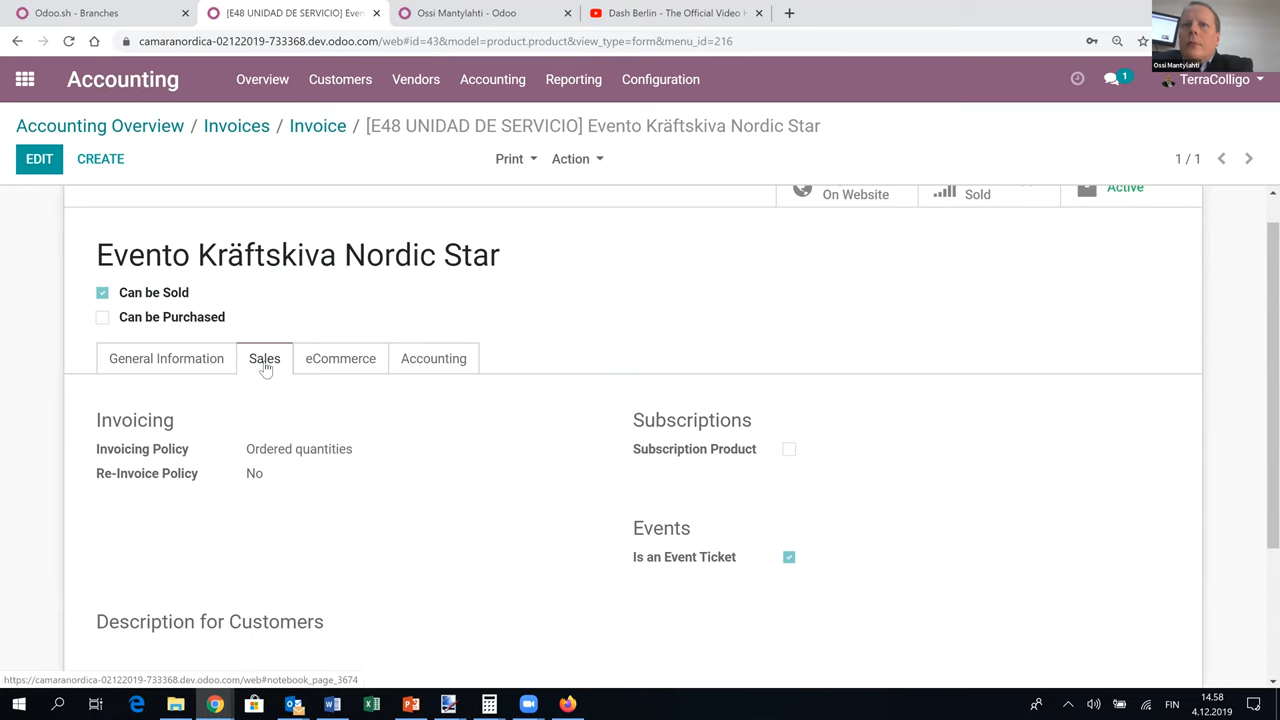 Odoo.sh - Branches
[E48 UNIDAD DE SERVICIO] Even
Ossi Mantylahti - Odoo
Dash Berlin - The Official Video
camaranordica-02122019-733368.dev.odoo.com/web#id=43&model=product.product&view_type=form&menu_id=216
Ossi Mantylahti
Accounting
Overview
Customers
Vendors
Accounting
Reporting
Configuration
1
TerraColligo
Accounting Overview / Invoices / Invoice / [E48 UNIDAD DE SERVICIO] Evento Kräftskiva Nordic Star
EDIT
CREATE
Print
Action
1 / 1
On Website
Sold
Active
Evento Kräftskiva Nordic Star
Can be Sold
Can be Purchased
General Information
Sales
eCommerce
Accounting
Invoicing
Subscriptions
Invoicing Policy
Ordered quantities
Subscription Product
Re-Invoice Policy
No
Events
Is an Event Ticket
Description for Customers
https://camaranordica-02122019-733368.dev.odoo.com/web#notebook_page_3674
FIN
14.58
4.12.2019